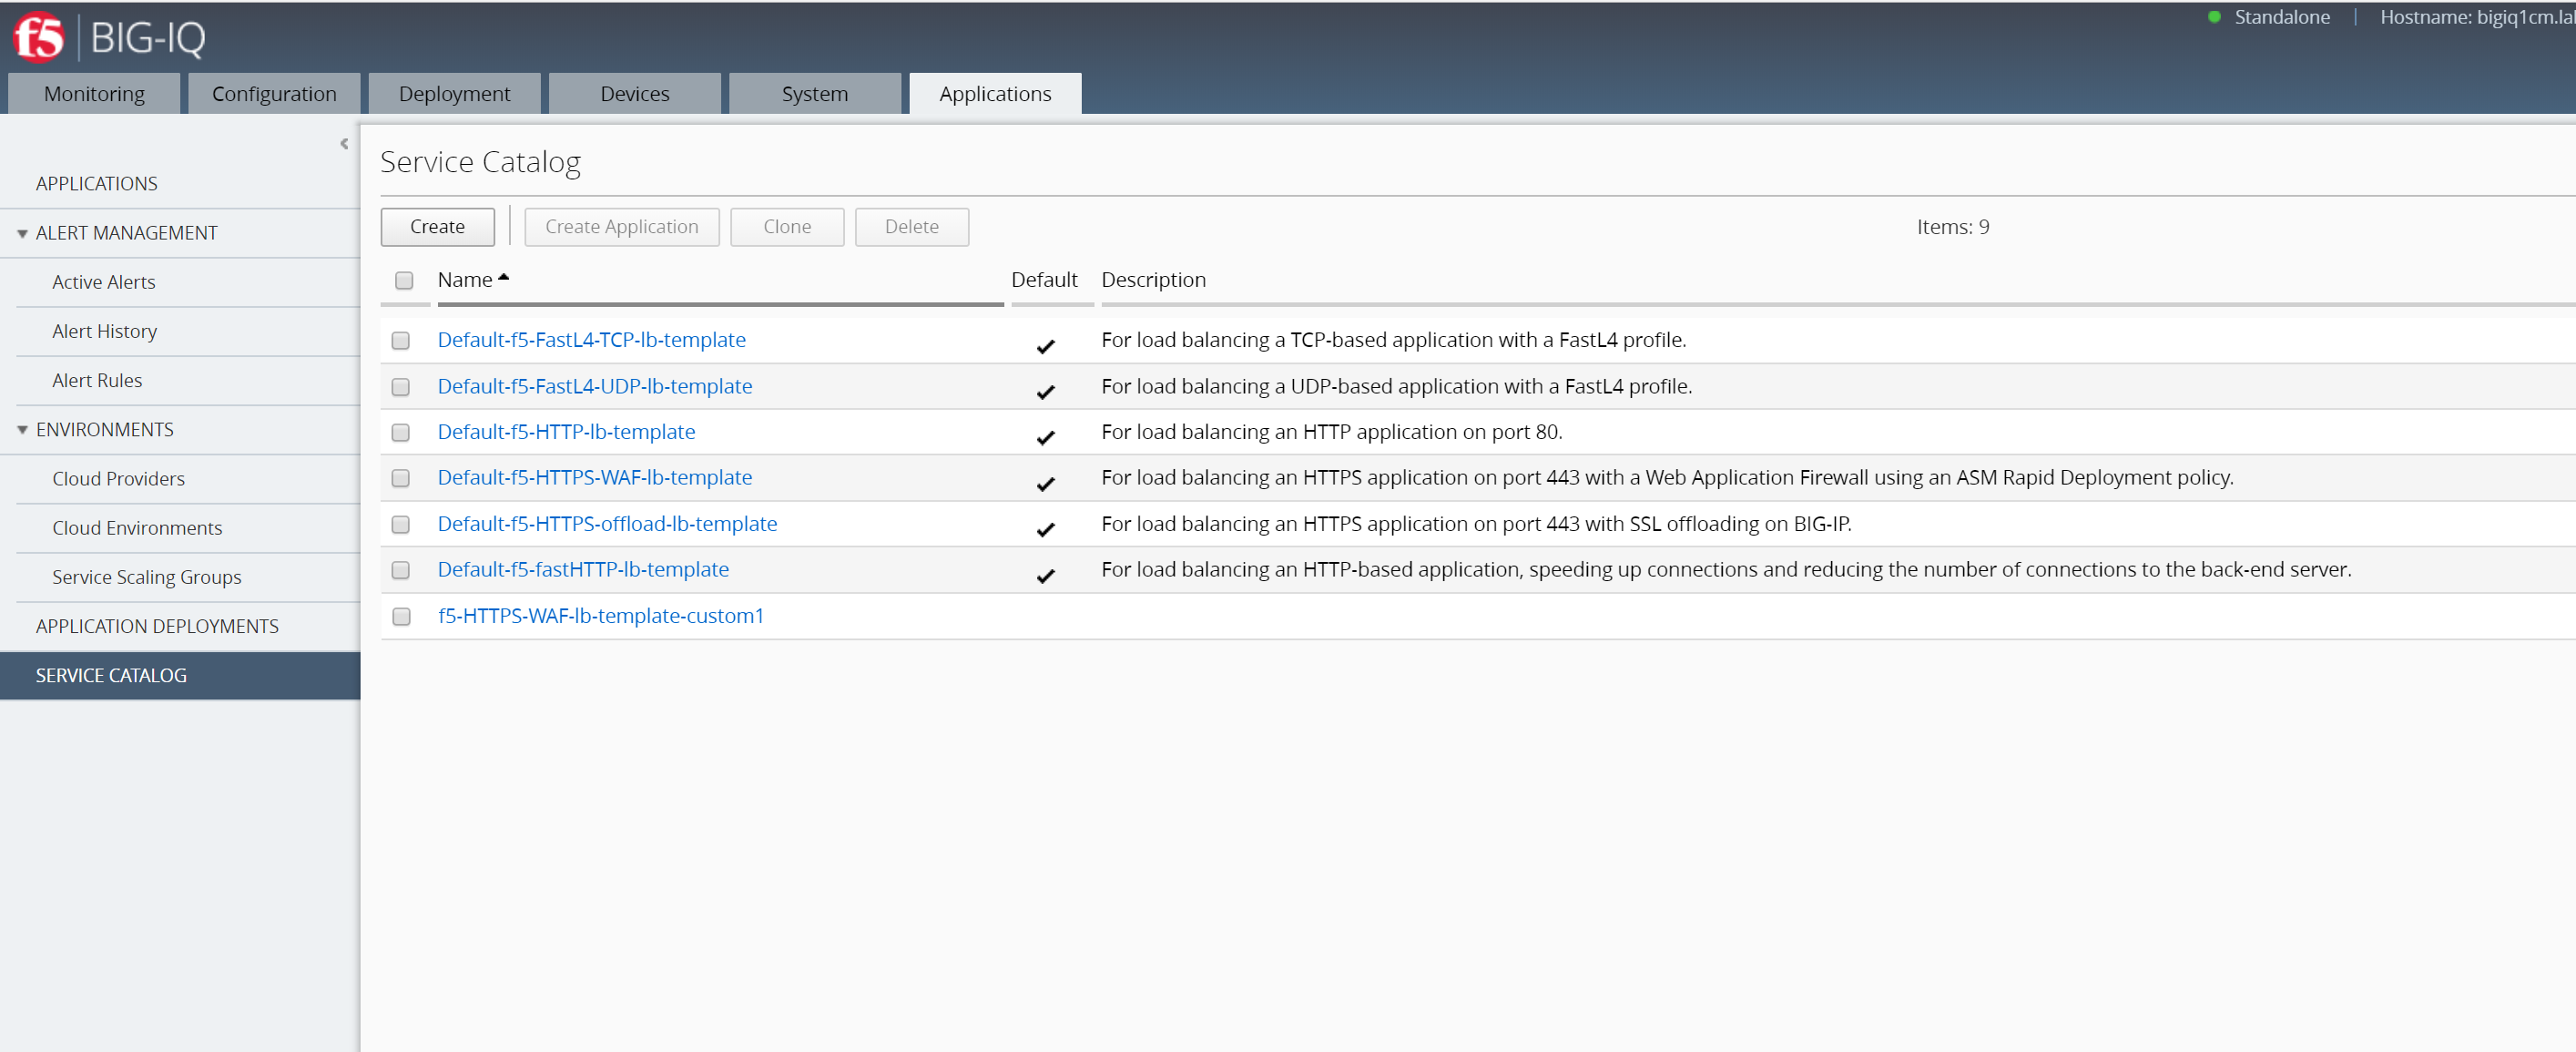 f5 BIG-IQ
Standalone | Hostname: bigiq1cm.la
Monitoring Configuration Deployment Devices System Applications
APPLICATIONS
ALERT MANAGEMENT
Active Alerts
Alert History
Alert Rules
ENVIRONMENTS
Cloud Providers
Cloud Environments
Service Scaling Groups
APPLICATION DEPLOYMENTS
SERVICE CATALOG
Service Catalog
Create Create Application Clone Delete Items: 9
Name Default Description
Default-f5-FastL4-TCP-lb-template For load balancing a TCP-based application with a FastL4 profile.
Default-f5-FastL4-UDP-lb-template For load balancing a UDP-based application with a FastL4 profile.
Default-f5-HTTP-lb-template For load balancing an HTTP application on port 80.
Default-f5-HTTPS-WAF-lb-template For load balancing an HTTPS application on port 443 with a Web Application Firewall using an ASM Rapid Deployment policy.
Default-f5-HTTPS-offload-lb-template For load balancing an HTTPS application on port 443 with SSL offloading on BIG-IP.
Default-f5-fastHTTP-lb-template For load balancing an HTTP-based application, speeding up connections and reducing the number of connections to the back-end server.
f5-HTTPS-WAF-lb-template-custom1